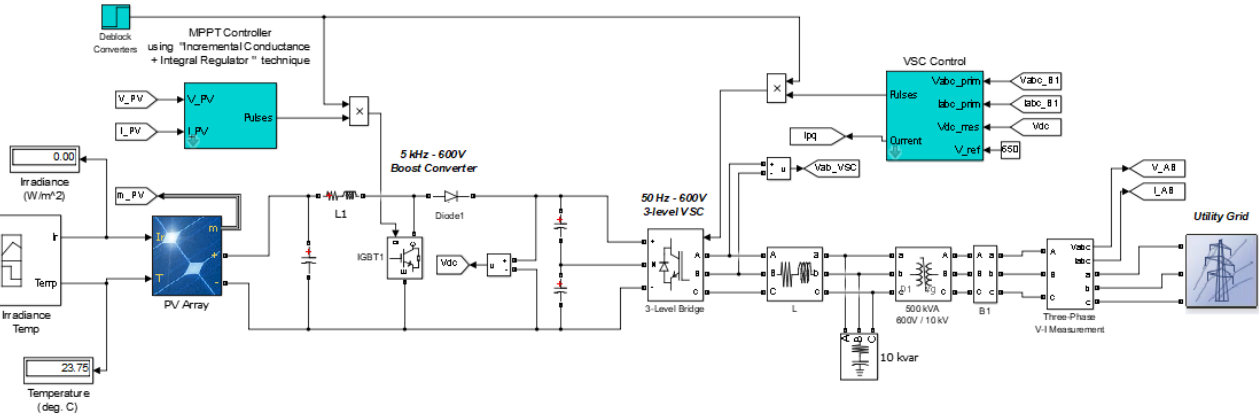 Deblock
Converters
MPPT Controller
using "Incremental Conductance
+ Integral Regulator" technique
V_PV
I_PV
V_PV
I_PV
Pulses
0.00
Irradiance
(W/m^2)
m_PV
Ir
Temp
Irradiance
Temp
Ir
T
m
+
-
PV Array
23.75
Temperature
(deg. C)
L1
5 kHz - 600V
Boost Converter
Diode1
IGBT1
E
Vdc
u
+
-
50 Hz - 600V
3-level VSC
+
N
-
A
B
C
3-Level Bridge
×
×
u
+
-
Vab_VSC
Ipq
VSC Control
Pulses
Current
Vabc_prim
Iabc_prim
Vdc_mes
V_ref
Vabc_B1
Iabc_B1
Vdc
650
A
B
C
a
b
c
L
A
B
C
10 kvar
A
B
C
a
b
c
500 kVA
600V / 10 kV
A
B
C
a
b
c
B1
A
B
C
Vabc
Iabc
a
b
c
Three-Phase
V-I Measurement
V_AB
I_AB
Utility Grid